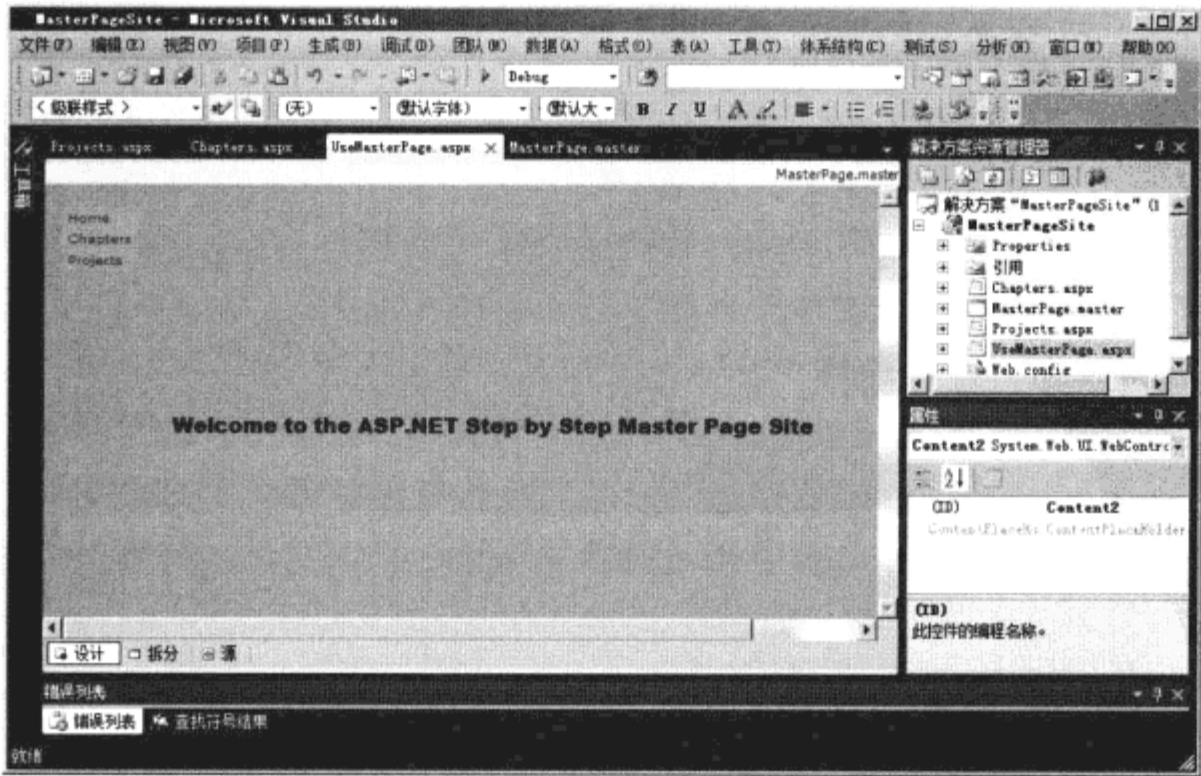 MasterPageSite - Microsoft Visual Studio
文件(F) 编辑(E) 视图(V) 项目(P) 生成(B) 调试(D) 团队(M) 数据(A) 格式(O) 表(A) 工具(T) 体系结构(C) 测试(S) 分析(N) 窗口(W) 帮助(H)
Debug
< 级联样式 > (无) (默认字体) (默认大 B I U A
工具箱
Projects.aspx Chapters.aspx UseMasterPage.aspx × MasterPage.master
MasterPage.master
Home
Chapters
Projects
Welcome to the ASP.NET Step by Step Master Page Site
设计 拆分 源
解决方案资源管理器
解决方案"MasterPageSite" (1
MasterPageSite
Properties
引用
Chapters.aspx
MasterPage.master
Projects.aspx
UseMasterPage.aspx
Web.config
属性
Content2 System.Web.UI.WebContrc
(ID) Content2
ContentPlaceHo ContentPlaceHolder
(ID)
此控件的编程名称。
错误列表
错误列表 查找符号结果
就绪